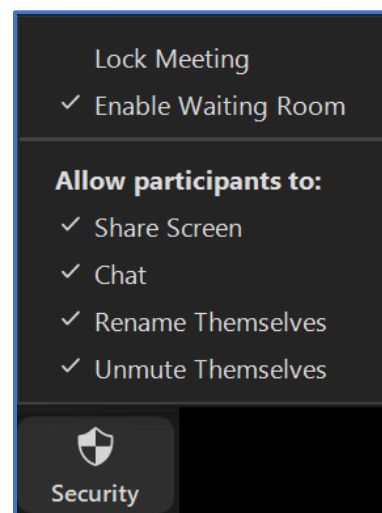 Lock Meeting
Enable Waiting Room
Allow participants to:
Share Screen
Chat
Rename Themselves
Unmute Themselves
Security